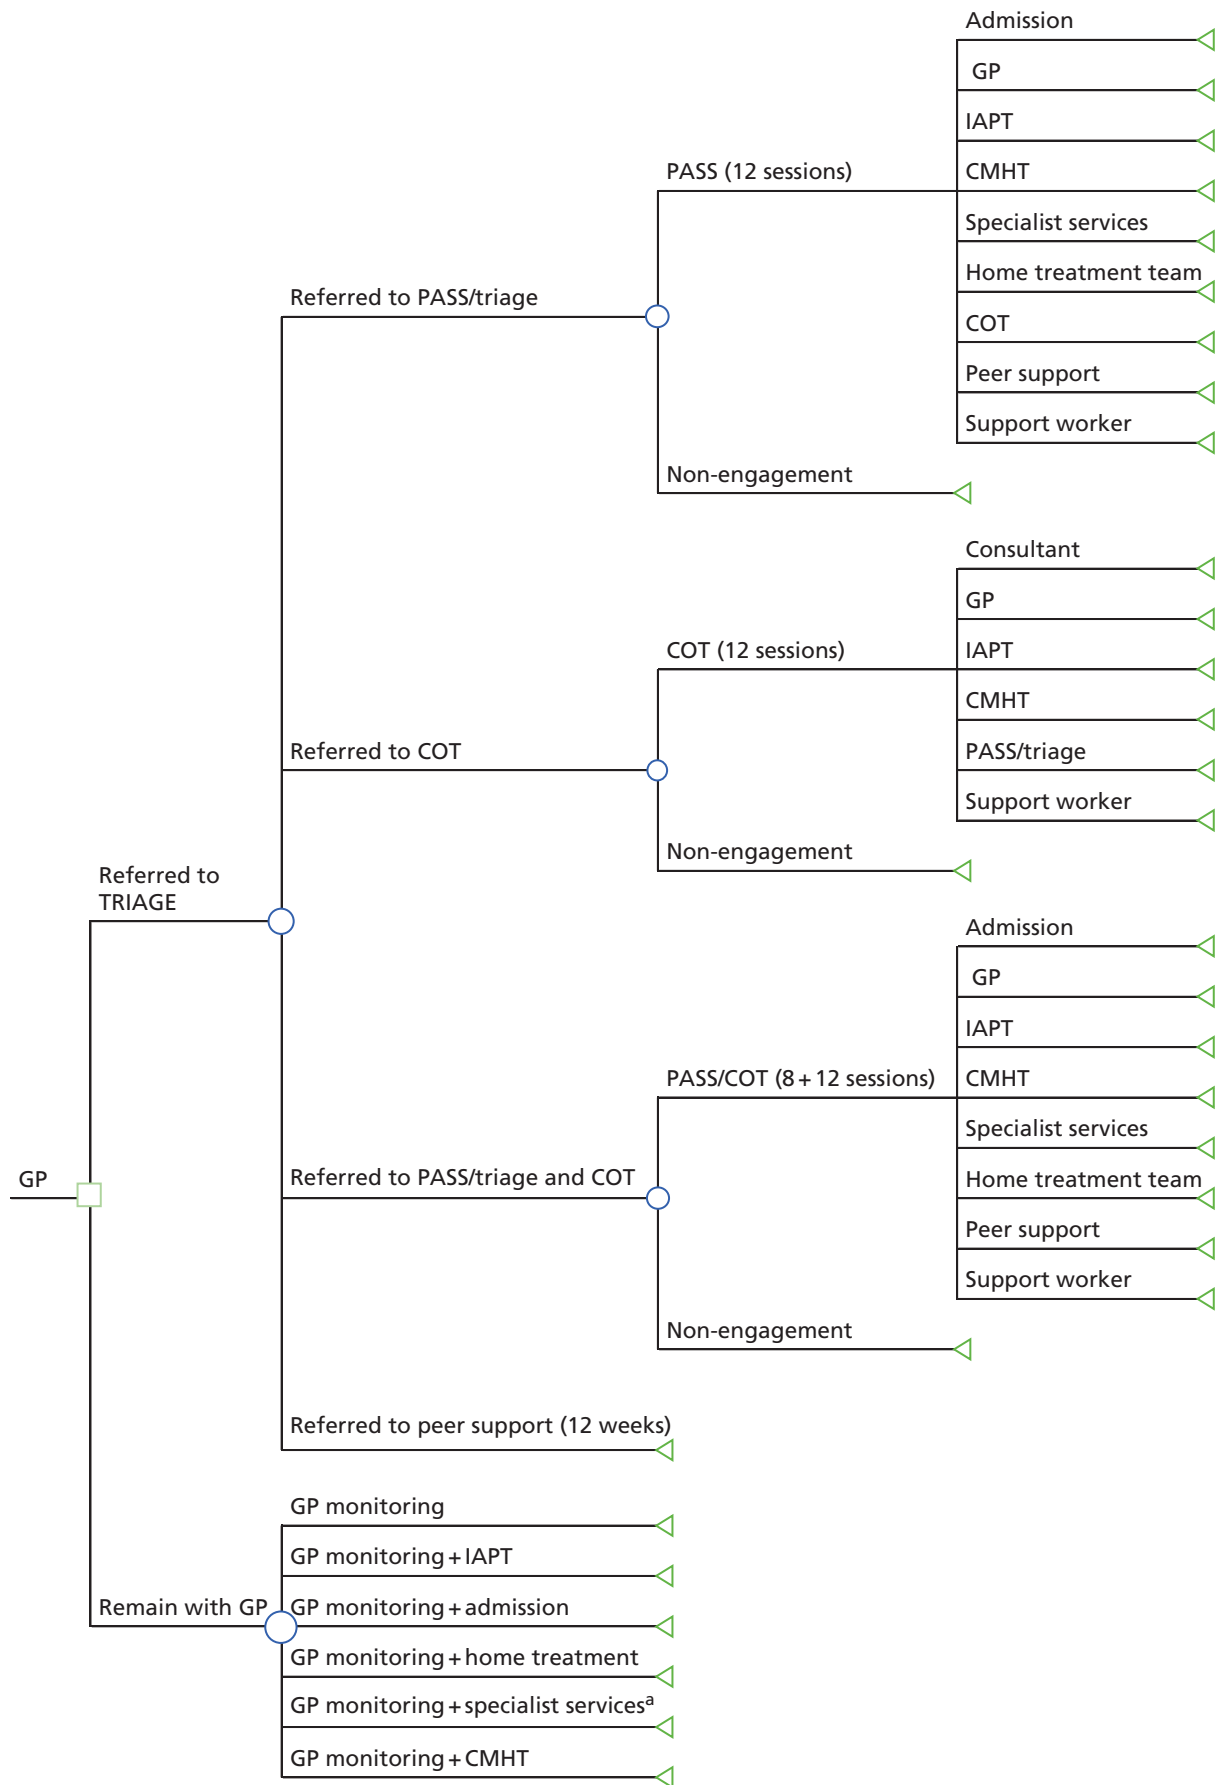 Admission
GP
IAPT
PASS (12 sessions)
CMHT
Specialist services
Home treatment team
Referred to PASS/triage
COT
Peer support
Support worker
Non-engagement
Consultant
GP
COT (12 sessions)
IAPT
CMHT
Referred to COT
PASS/triage
Support worker
Non-engagement
Referred to
TRIAGE
Admission
GP
IAPT
PASS/COT (8 + 12 sessions)
CMHT
Specialist services
GP
Referred to PASS/triage and COT
Home treatment team
Peer support
Support worker
Non-engagement
Referred to peer support (12 weeks)
GP monitoring
GP monitoring + IAPT
Remain with GP
GP monitoring + admission
GP monitoring + home treatment
GP monitoring + specialist servicesᵃ
GP monitoring + CMHT